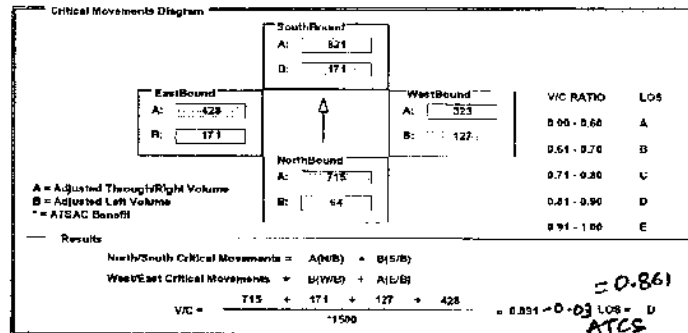 Critical Movements Diagram
SouthBound
A: 821
B: 171
EastBound
A: 428
B: 171
WestBound
A: 323
B: 127
NorthBound
A: 715
B: 64
V/C RATIO LOS
0.00 - 0.60 A
0.61 - 0.70 B
0.71 - 0.80 C
0.81 - 0.90 D
0.91 - 1.00 E
A = Adjusted Through/Right Volume
B = Adjusted Left Volume
* = ATSAC Benefit
Results
North/South Critical Movements = A(N/B) + B(S/B)
West/East Critical Movements = B(W/B) + A(E/B)
V/C = 715 + 171 + 127 + 428
*1500
= 0.891 - 0.03 LOS = D
= 0.861
ATCS